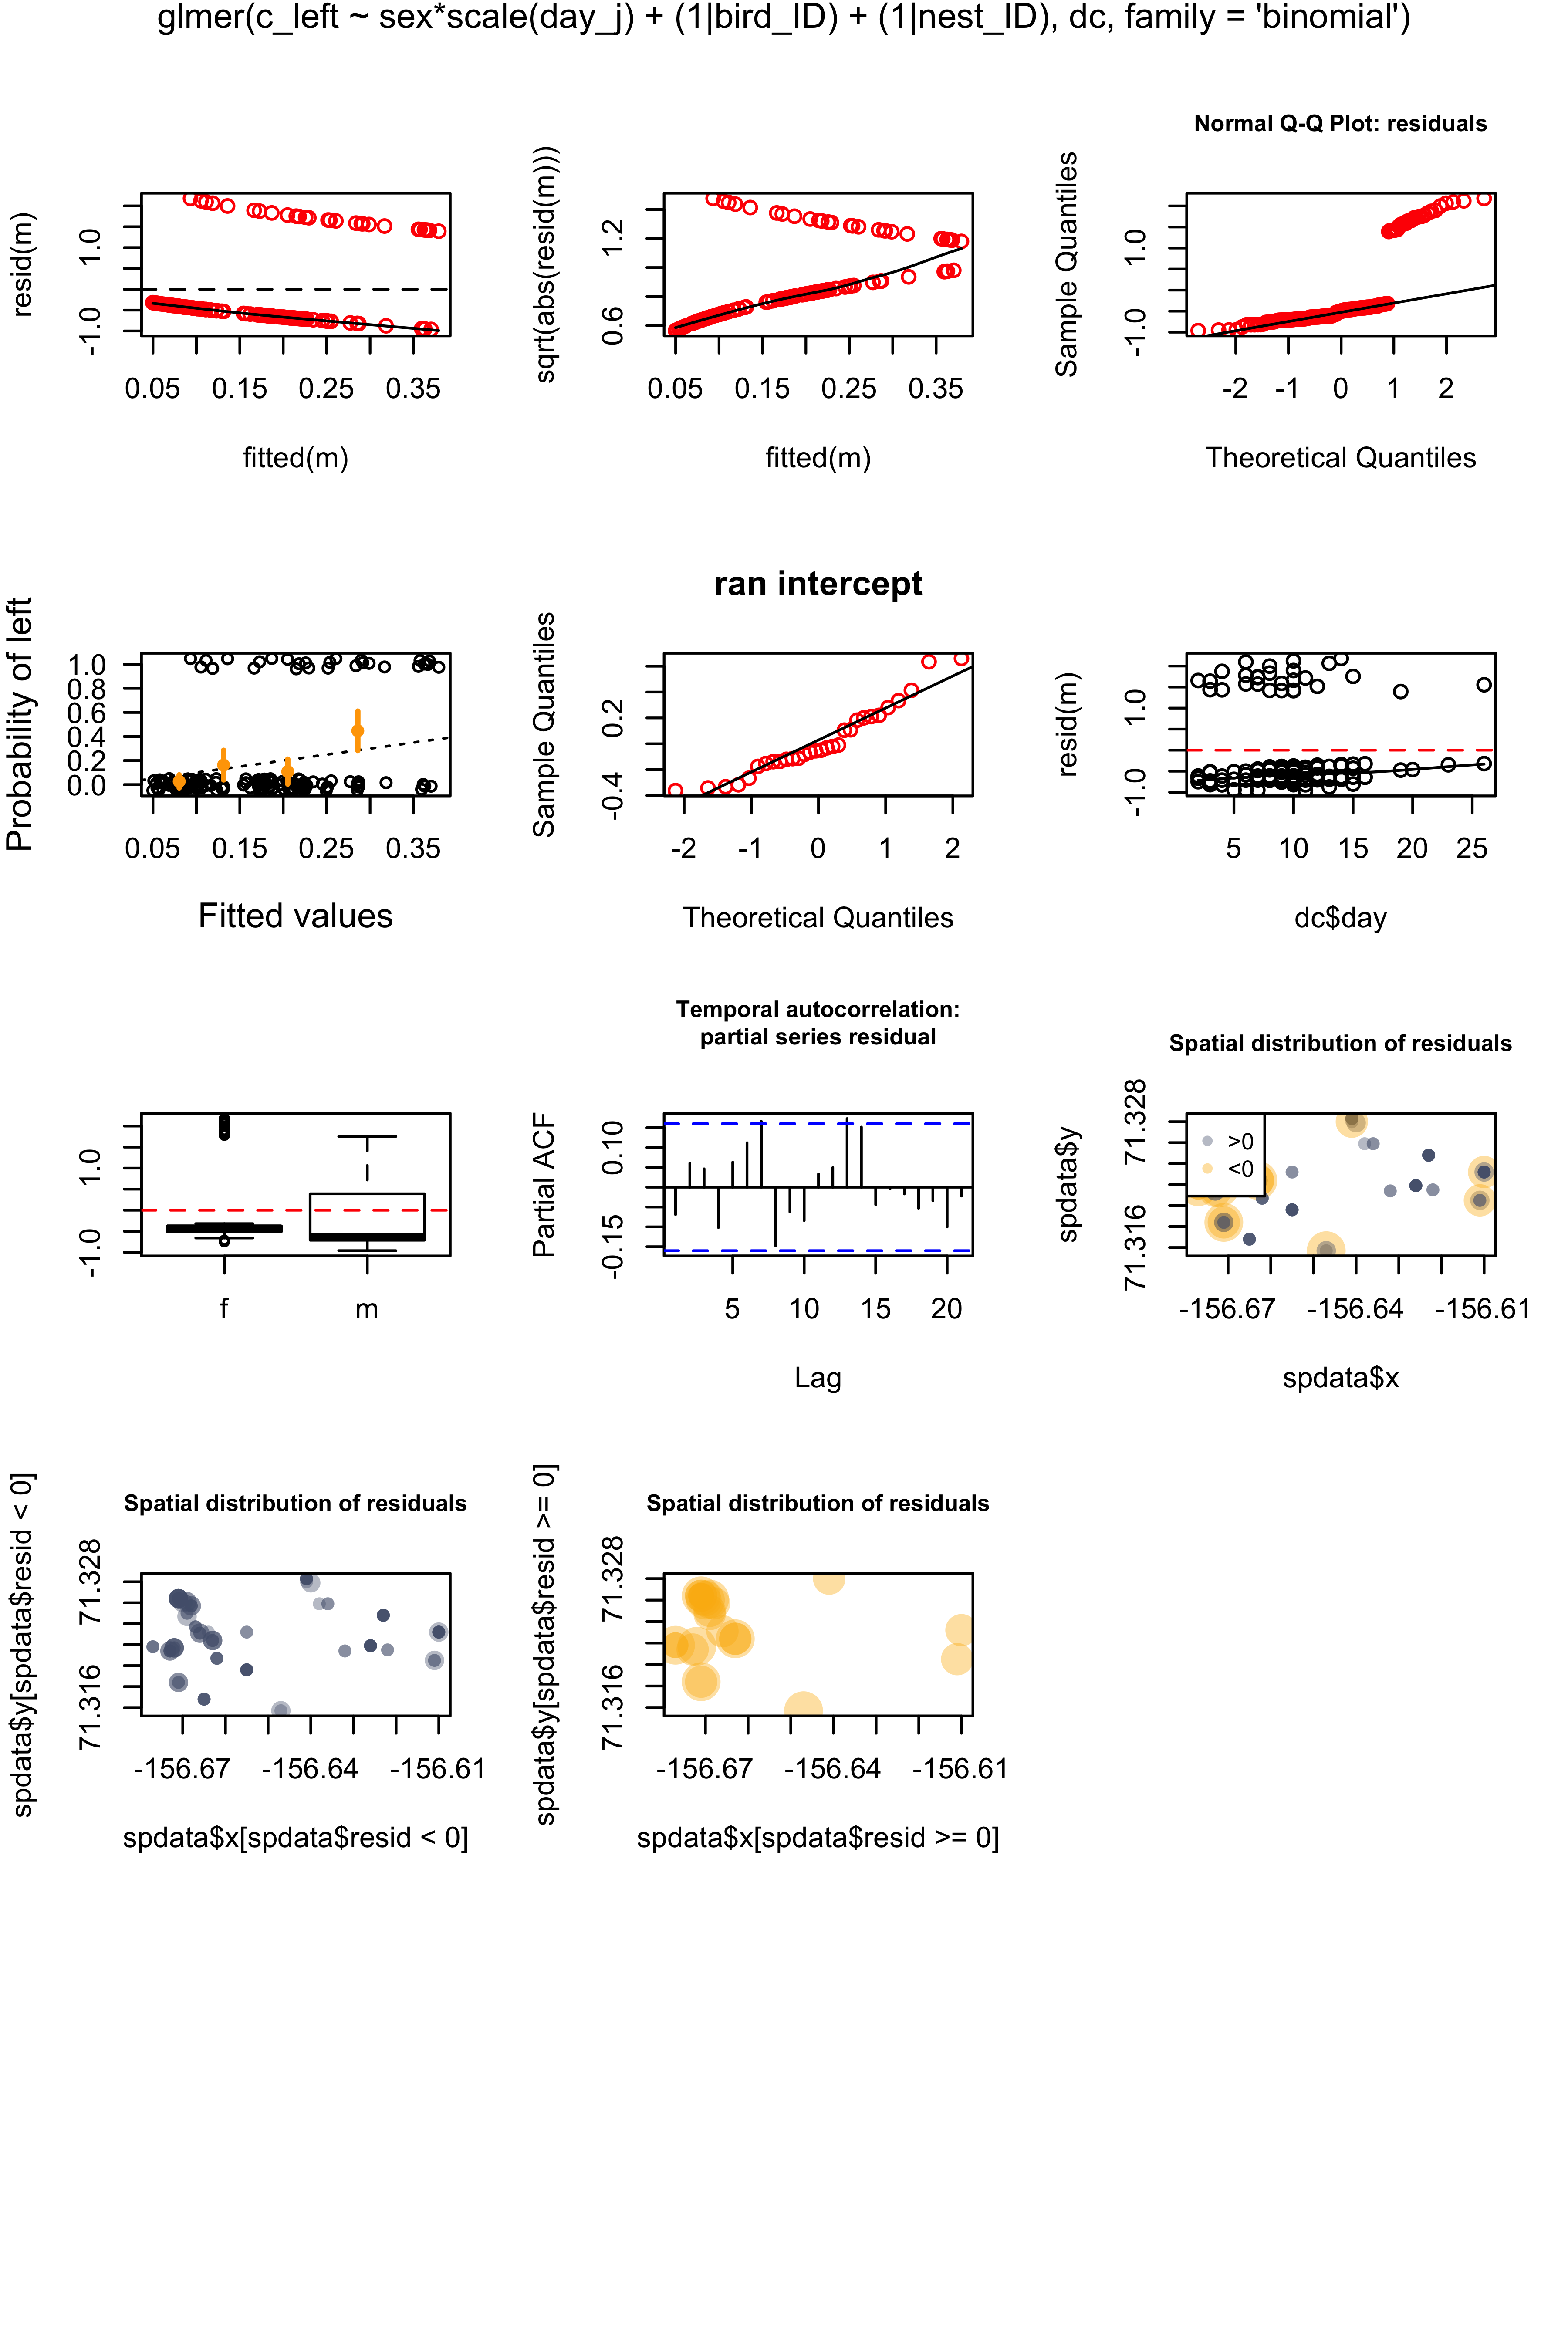 glmer(c_left ~ sex*scale(day_j) + (1|bird_ID) + (1|nest_ID), dc, family = 'binomial')
resid(m)
1.0
-1.0
0.05 0.15 0.25 0.35
fitted(m)
sqrt(abs(resid(m)))
1.2
0.6
0.05 0.15 0.25 0.35
fitted(m)
Normal Q-Q Plot: residuals
Sample Quantiles
1.0
-1.0
-2 -1 0 1 2
Theoretical Quantiles
Probability of left
1.0
0.8
0.6
0.4
0.2
0.0
0.05 0.15 0.25 0.35
Fitted values
ran intercept
Sample Quantiles
0.2
-0.4
-2 -1 0 1 2
Theoretical Quantiles
resid(m)
1.0
-1.0
5 10 15 20 25
dc$day
1.0
-1.0
f m
Temporal autocorrelation:
partial series residual
Partial ACF
0.10
-0.15
5 10 15 20
Lag
Spatial distribution of residuals
spdata$y
71.328
71.316
>0
<0
-156.67 -156.64 -156.61
spdata$x
Spatial distribution of residuals
spdata$y[spdata$resid < 0]
71.328
71.316
-156.67 -156.64 -156.61
spdata$x[spdata$resid < 0]
Spatial distribution of residuals
spdata$y[spdata$resid >= 0]
71.328
71.316
-156.67 -156.64 -156.61
spdata$x[spdata$resid >= 0]